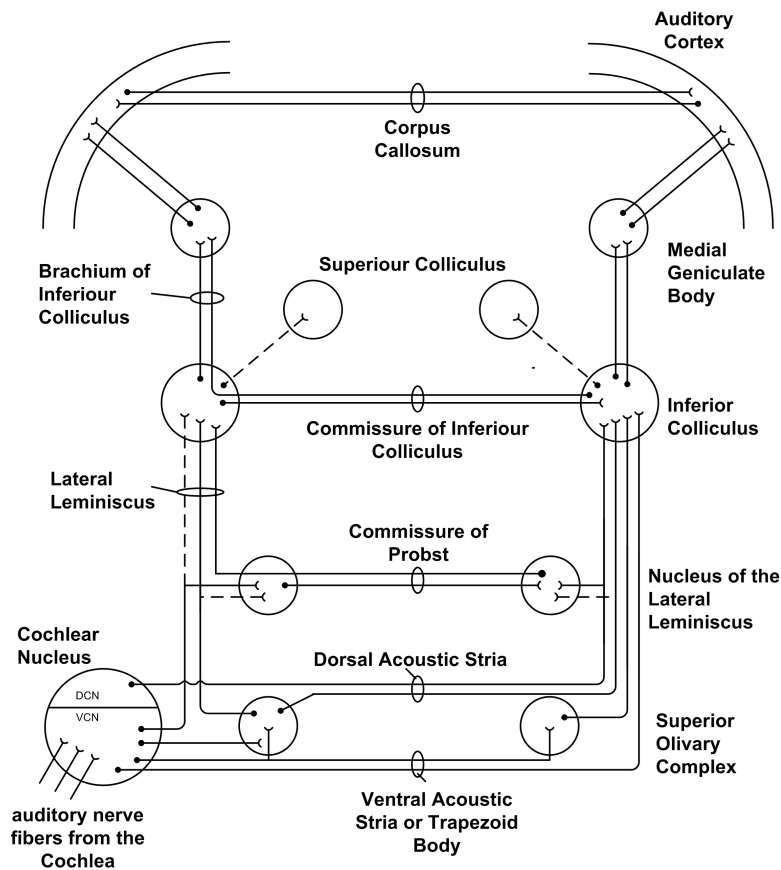 Auditory
Cortex
Corpus
Callosum
Brachium of
Inferiour
Colliculus
Superiour Colliculus
Medial
Geniculate
Body
Commissure of Inferiour
Colliculus
Inferior
Colliculus
Lateral
Leminiscus
Commissure of
Probst
Nucleus of the
Lateral
Leminiscus
Cochlear
Nucleus
DCN
VCN
Dorsal Acoustic Stria
Superior
Olivary
Complex
auditory nerve
fibers from the
Cochlea
Ventral Acoustic
Stria or Trapezoid
Body